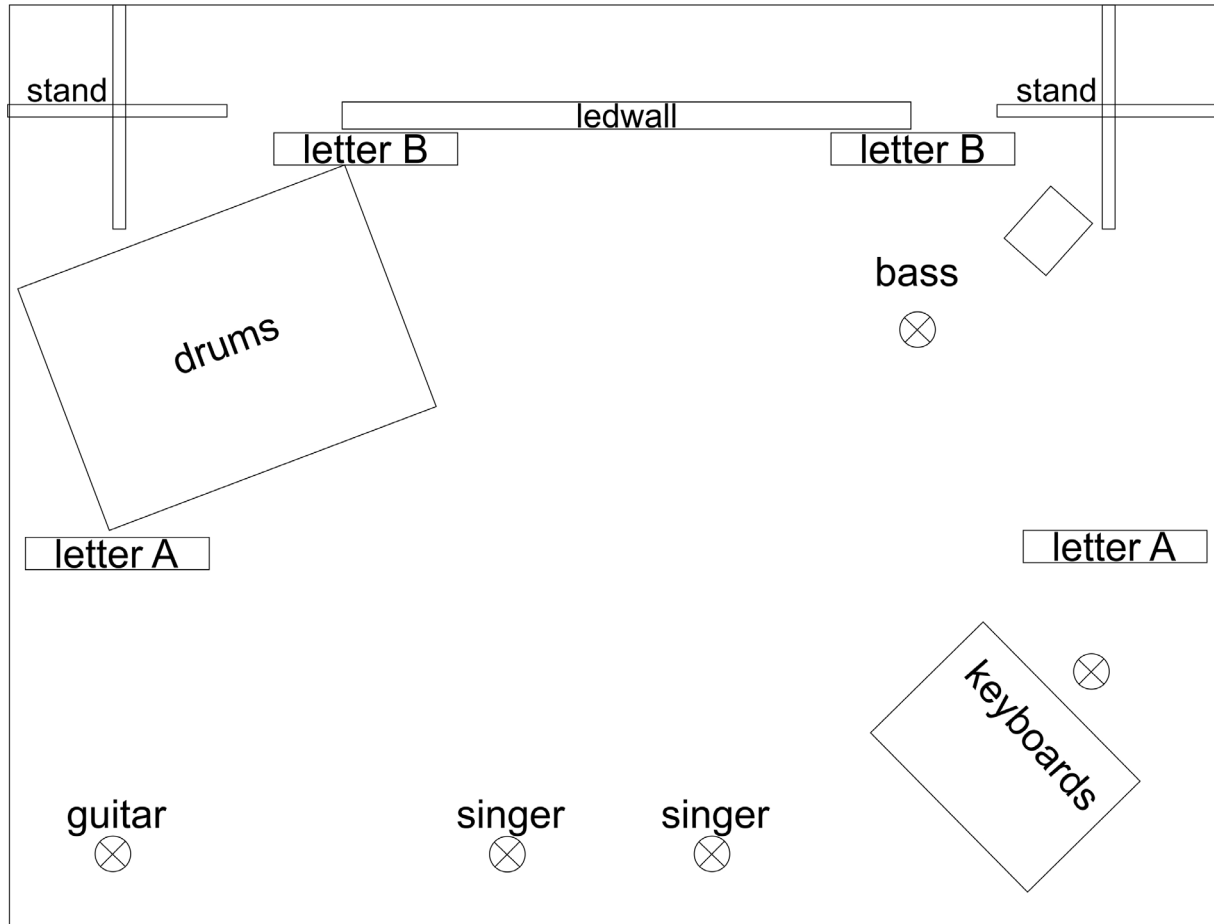 stand
stand
ledwall
letter B
letter B
bass
drums
letter A
letter A
keyboards
guitar
singer
singer